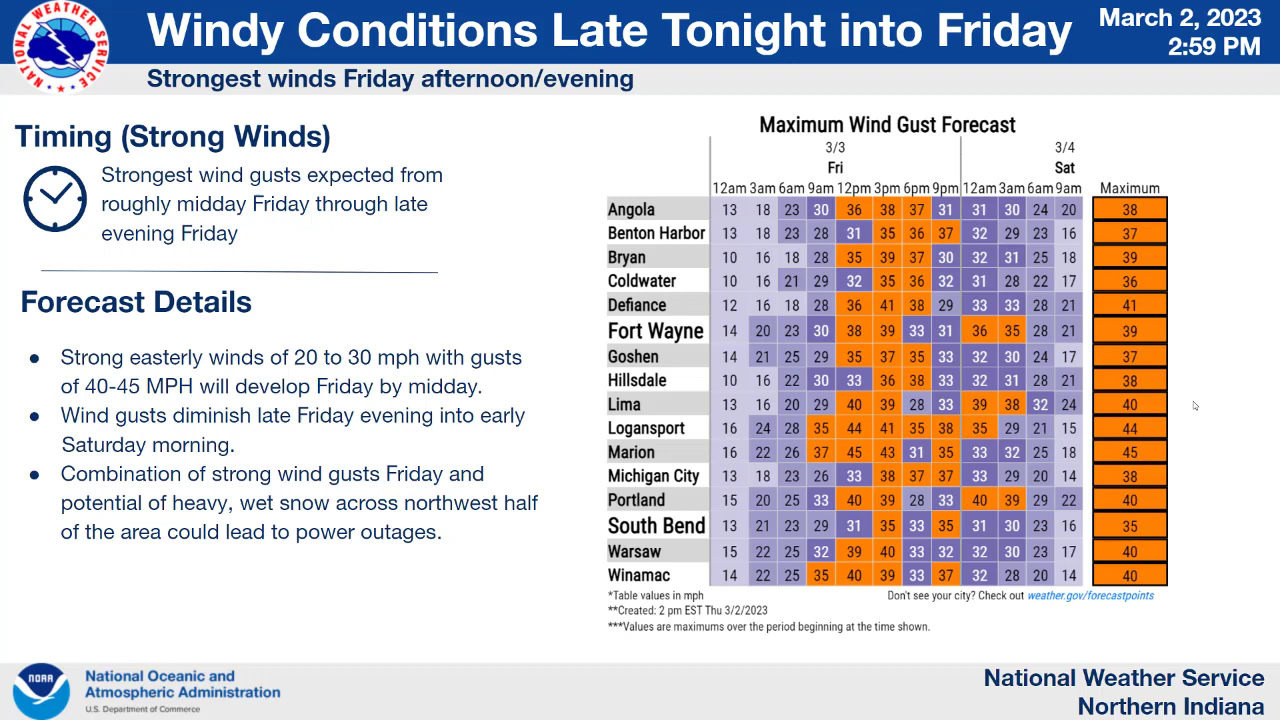 Windy Conditions Late Tonight into Friday
March 2, 2023
2:59 PM
NATIONAL WEATHER SERVICE
Strongest winds Friday afternoon/evening
Timing (Strong Winds)
Strongest wind gusts expected from
roughly midday Friday through late
evening Friday
Forecast Details
● Strong easterly winds of 20 to 30 mph with gusts
of 40-45 MPH will develop Friday by midday.
● Wind gusts diminish late Friday evening into early
Saturday morning.
● Combination of strong wind gusts Friday and
potential of heavy, wet snow across northwest half
of the area could lead to power outages.
Maximum Wind Gust Forecast
3/3 3/4
Fri Sat
12am 3am 6am 9am 12pm 3pm 6pm 9pm 12am 3am 6am 9am Maximum
Angola 13 18 23 30 36 38 37 31 31 30 24 20 38
Benton Harbor 13 18 23 28 31 35 36 37 32 29 23 16 37
Bryan 10 16 18 28 35 39 37 30 32 31 25 18 39
Coldwater 10 16 21 29 32 35 36 32 31 28 22 17 36
Defiance 12 16 18 28 36 41 38 29 33 33 28 21 41
Fort Wayne 14 20 23 30 38 39 33 31 36 35 28 21 39
Goshen 14 21 25 29 35 37 35 33 32 30 24 17 37
Hillsdale 10 16 22 30 33 36 38 33 32 31 28 21 38
Lima 13 16 20 29 40 39 28 33 39 38 32 24 40
Logansport 16 24 28 35 44 41 35 38 35 29 21 15 44
Marion 16 22 26 37 45 43 31 35 33 32 25 18 45
Michigan City 13 18 23 26 33 38 37 37 33 29 20 14 38
Portland 15 20 25 33 40 39 28 33 40 39 29 22 40
South Bend 13 21 23 29 31 35 33 35 31 30 23 16 35
Warsaw 15 22 25 32 39 40 33 32 32 30 23 17 40
Winamac 14 22 25 35 40 39 33 37 32 28 20 14 40
*Table values in mph
Don't see your city? Check out weather.gov/forecastpoints
**Created: 2 pm EST Thu 3/2/2023
***Values are maximums over the period beginning at the time shown.
NOAA
National Oceanic and
Atmospheric Administration
U.S. Department of Commerce
National Weather Service
Northern Indiana